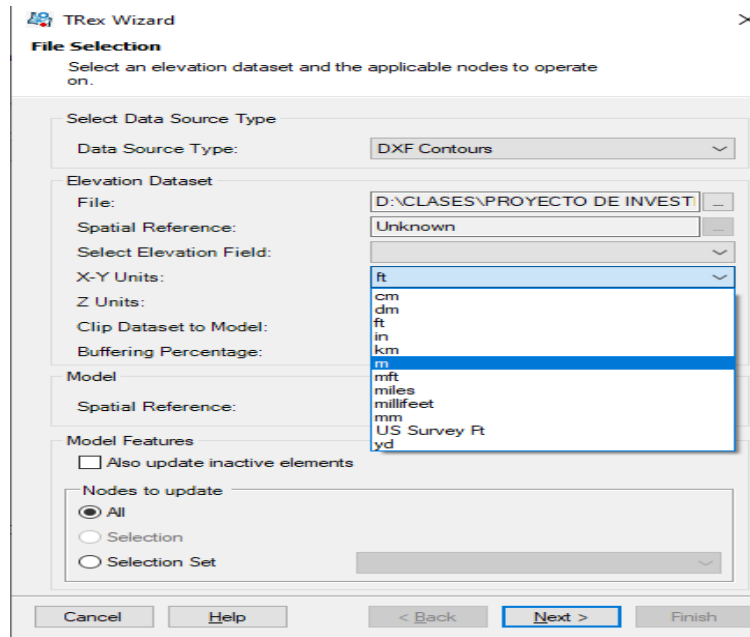 TRex Wizard
File Selection
Select an elevation dataset and the applicable nodes to operate
on.
Select Data Source Type
Data Source Type: DXF Contours
Elevation Dataset
File: D:\CLASES\PROYECTO DE INVESTI ...
Spatial Reference: Unknown ...
Select Elevation Field:
X-Y Units: ft
cm
Z Units: dm
ft
Clip Dataset to Model: in
km
Buffering Percentage: m
Model mft
miles
Spatial Reference: millifeet
mm
US Survey Ft
Model Features yd
Also update inactive elements
Nodes to update
All
Selection
Selection Set
Cancel Help < Back Next > Finish